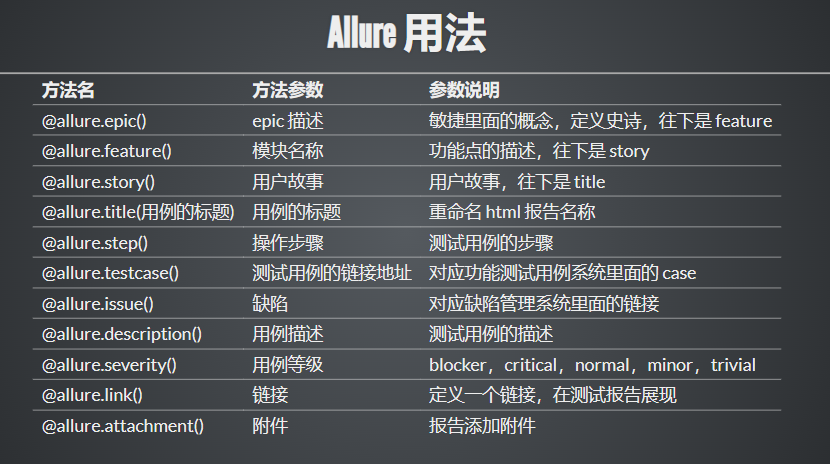 Allure 用法
方法名 方法参数 参数说明
@allure.epic() epic 描述 敏捷里面的概念，定义史诗，往下是 feature
@allure.feature() 模块名称 功能点的描述，往下是 story
@allure.story() 用户故事 用户故事，往下是 title
@allure.title(用例的标题) 用例的标题 重命名 html 报告名称
@allure.step() 操作步骤 测试用例的步骤
@allure.testcase() 测试用例的链接地址 对应功能测试用例系统里面的 case
@allure.issue() 缺陷 对应缺陷管理系统里面的链接
@allure.description() 用例描述 测试用例的描述
@allure.severity() 用例等级 blocker，critical，normal，minor，trivial
@allure.link() 链接 定义一个链接，在测试报告展现
@allure.attachment() 附件 报告添加附件